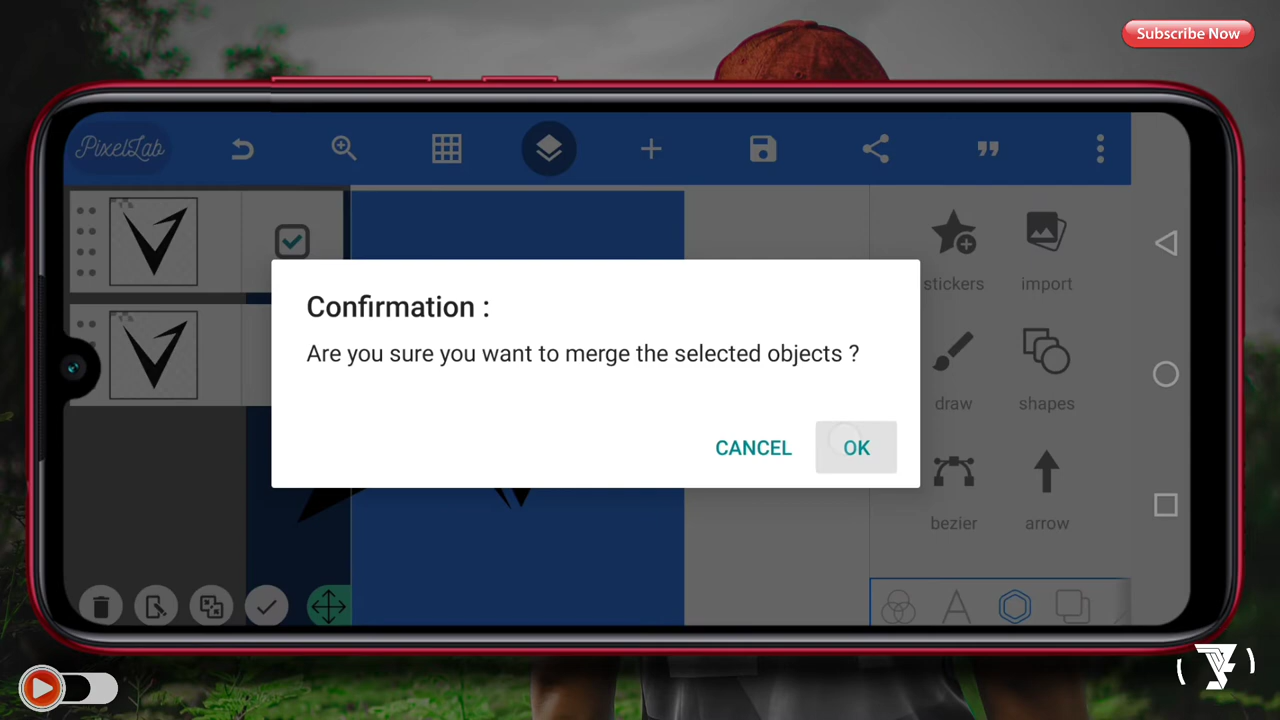 Subscribe Now
PixelLab
Confirmation :
Are you sure you want to merge the selected objects ?
CANCEL
OK
stickers
import
draw
shapes
bezier
arrow